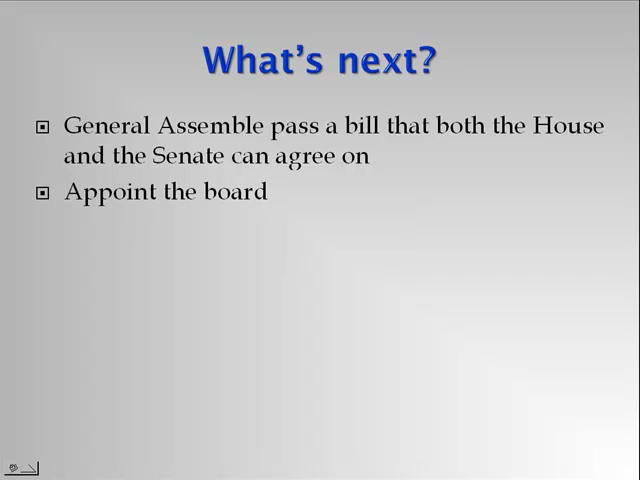 What's next?
General Assemble pass a bill that both the House
and the Senate can agree on
Appoint the board